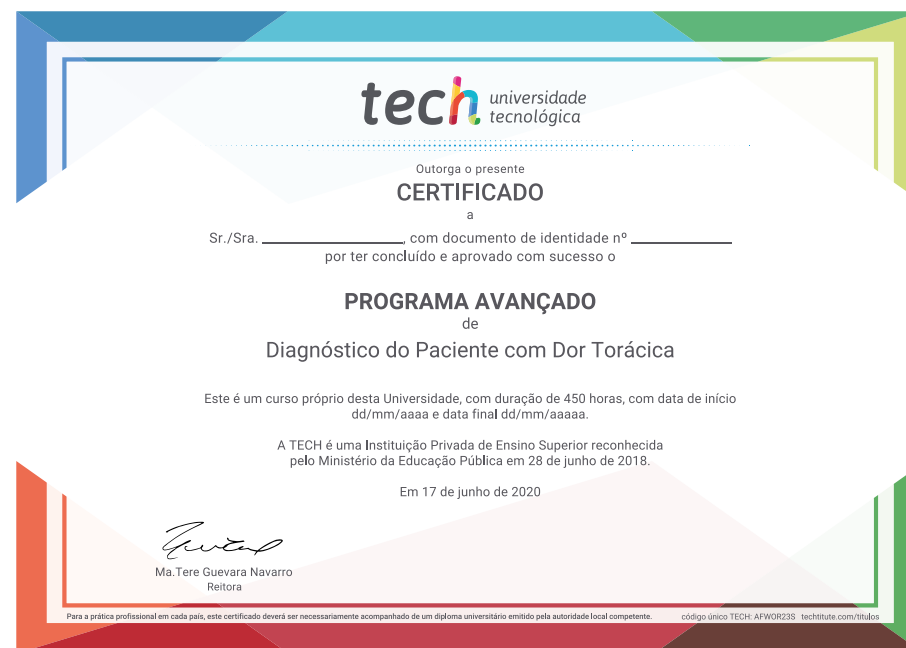 tech universidade
tecnológica
Outorga o presente
CERTIFICADO
a
Sr./Sra. ________________, com documento de identidade nº ____________
por ter concluído e aprovado com sucesso o
PROGRAMA AVANÇADO
de
Diagnóstico do Paciente com Dor Torácica
Este é um curso próprio desta Universidade, com duração de 450 horas, com data de início
dd/mm/aaaa e data final dd/mm/aaaaa.
A TECH é uma Instituição Privada de Ensino Superior reconhecida
pelo Ministério da Educação Pública em 28 de junho de 2018.
Em 17 de junho de 2020
Ma.Tere Guevara Navarro
Reitora
Para a prática profissional em cada país, este certificado deverá ser necessariamente acompanhado de um diploma universitário emitido pela autoridade local competente. código único TECH: AFWOR23S techtitute.com/titulos